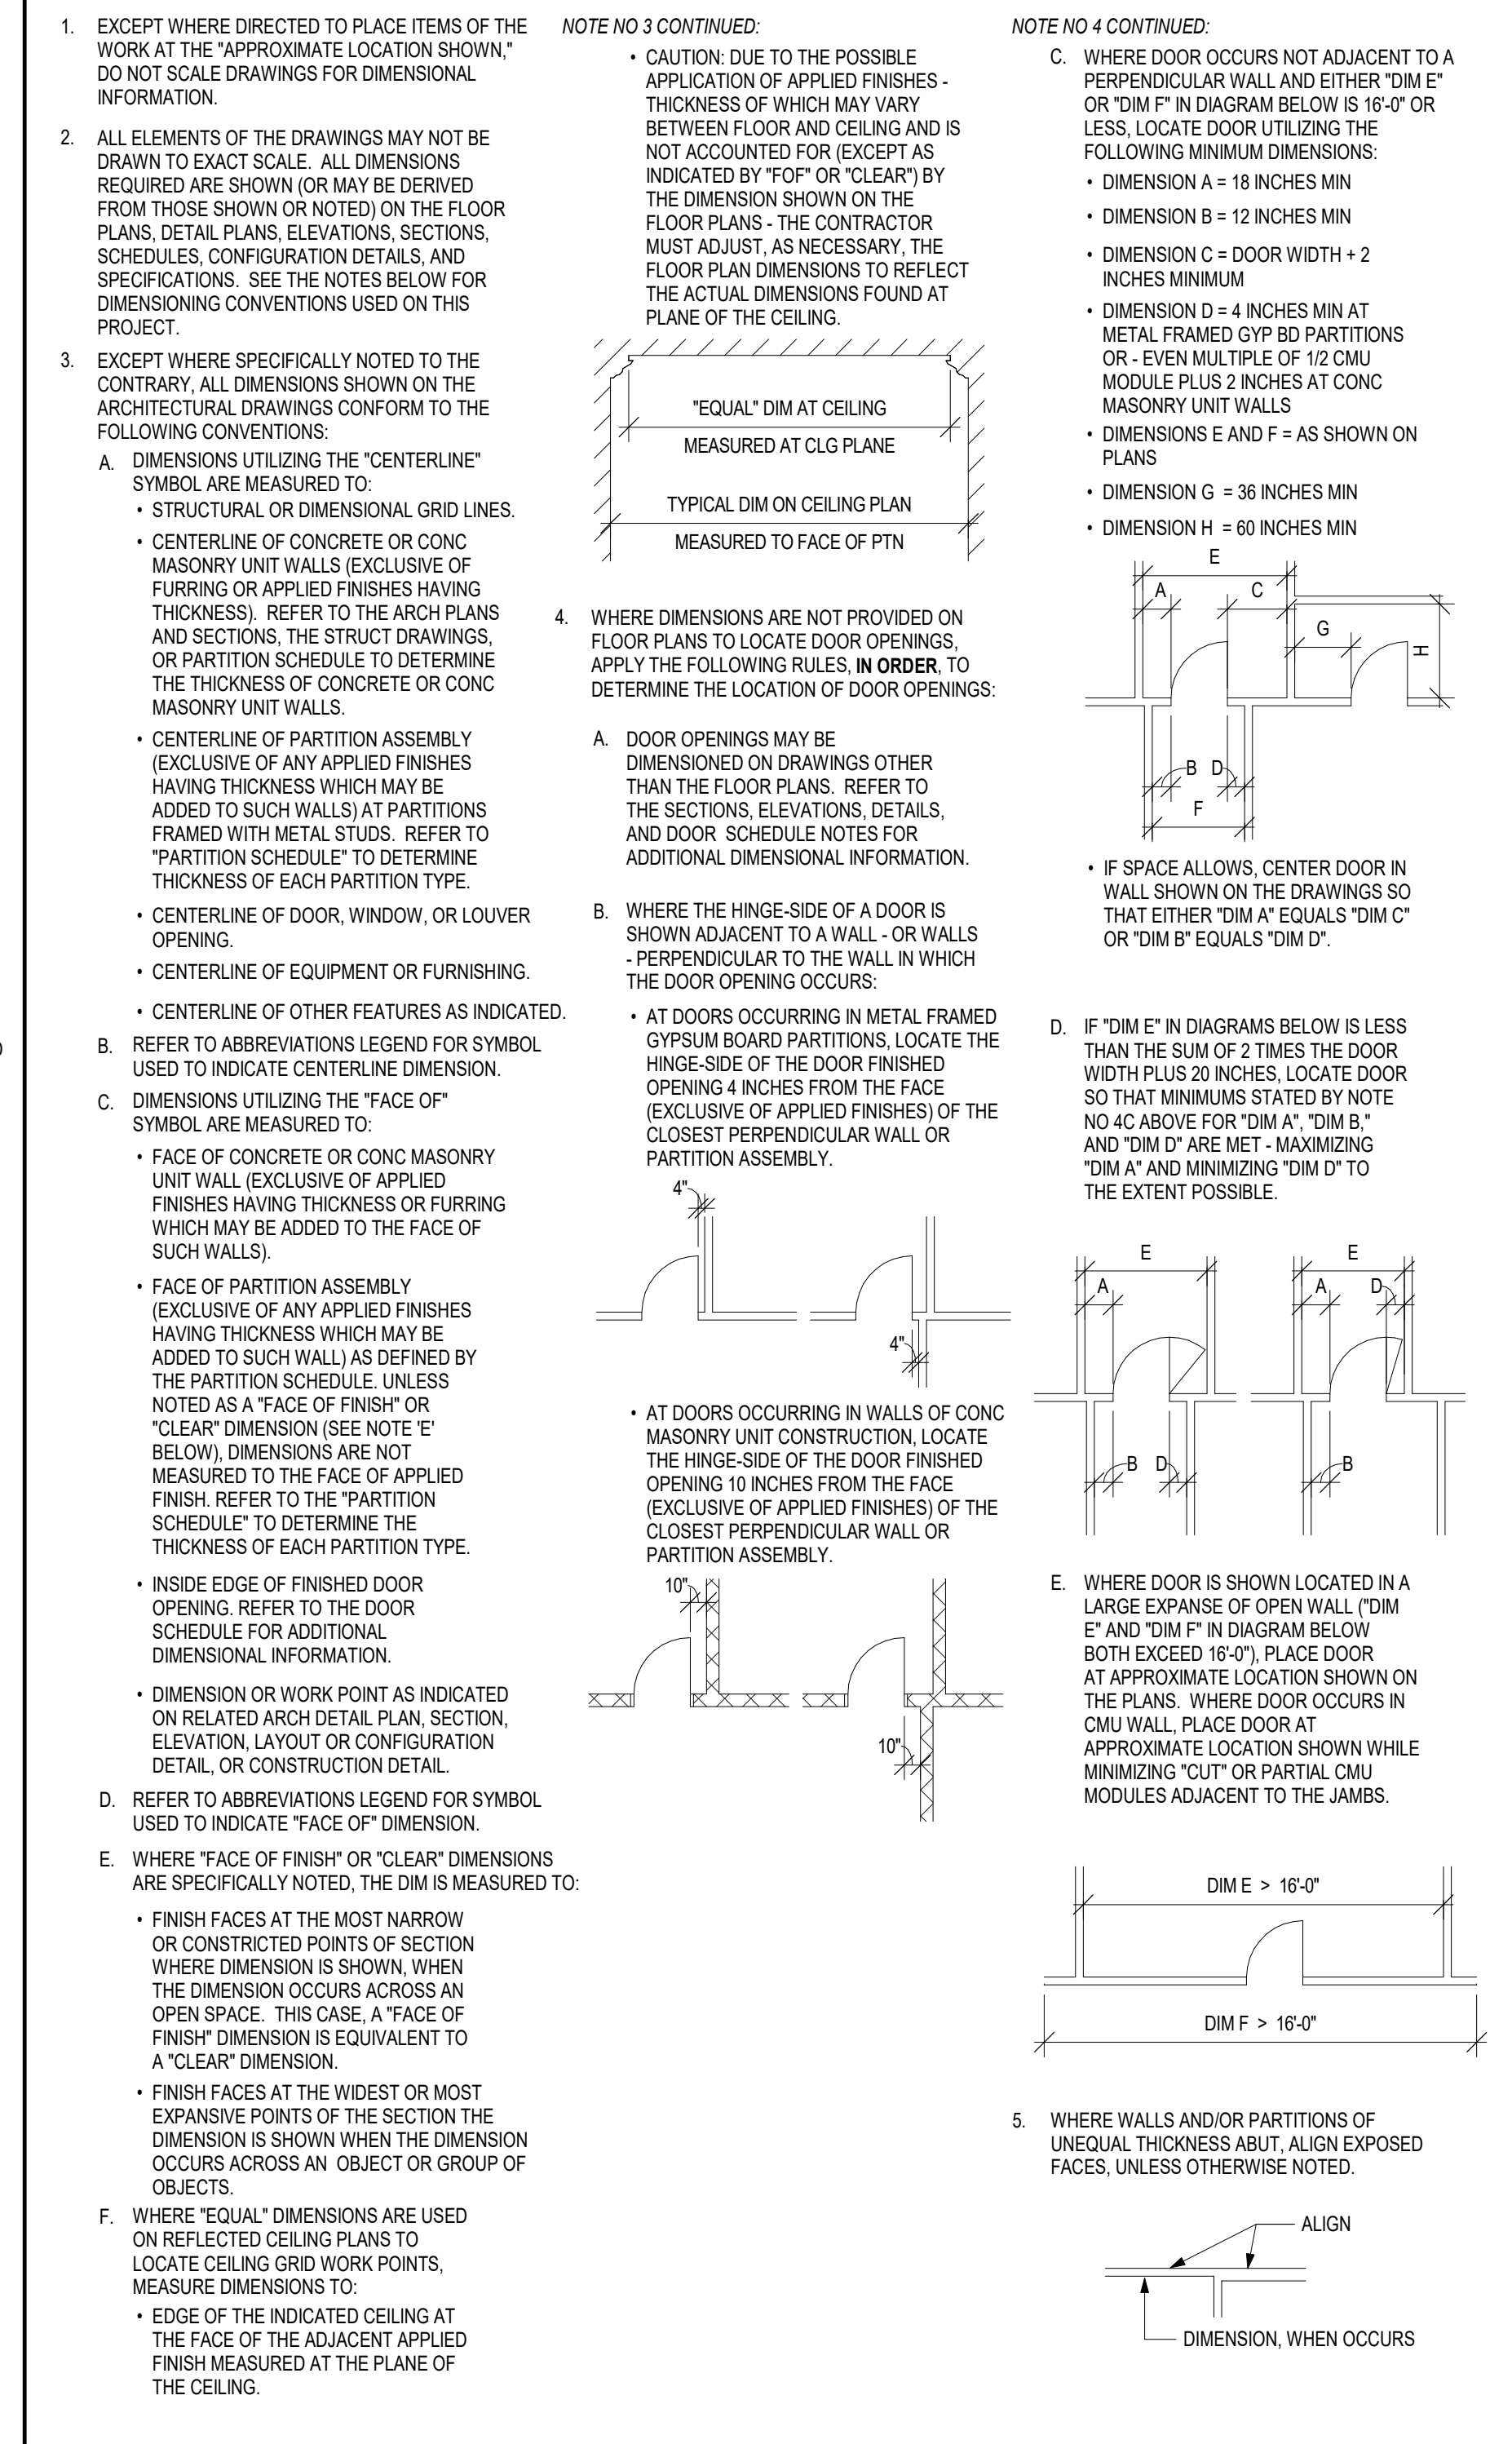 1. EXCEPT WHERE DIRECTED TO PLACE ITEMS OF THE
WORK AT THE "APPROXIMATE LOCATION SHOWN,"
DO NOT SCALE DRAWINGS FOR DIMENSIONAL
INFORMATION.
2. ALL ELEMENTS OF THE DRAWINGS MAY NOT BE
DRAWN TO EXACT SCALE. ALL DIMENSIONS
REQUIRED ARE SHOWN (OR MAY BE DERIVED
FROM THOSE SHOWN OR NOTED) ON THE FLOOR
PLANS, DETAIL PLANS, ELEVATIONS, SECTIONS,
SCHEDULES, CONFIGURATION DETAILS, AND
SPECIFICATIONS. SEE THE NOTES BELOW FOR
DIMENSIONING CONVENTIONS USED ON THIS
PROJECT.
3. EXCEPT WHERE SPECIFICALLY NOTED TO THE
CONTRARY, ALL DIMENSIONS SHOWN ON THE
ARCHITECTURAL DRAWINGS CONFORM TO THE
FOLLOWING CONVENTIONS:
A. DIMENSIONS UTILIZING THE "CENTERLINE"
SYMBOL ARE MEASURED TO:
• STRUCTURAL OR DIMENSIONAL GRID LINES.
• CENTERLINE OF CONCRETE OR CONC
MASONRY UNIT WALLS (EXCLUSIVE OF
FURRING OR APPLIED FINISHES HAVING
THICKNESS). REFER TO THE ARCH PLANS
AND SECTIONS, THE STRUCT DRAWINGS,
OR PARTITION SCHEDULE TO DETERMINE
THE THICKNESS OF CONCRETE OR CONC
MASONRY UNIT WALLS.
• CENTERLINE OF PARTITION ASSEMBLY
(EXCLUSIVE OF ANY APPLIED FINISHES
HAVING THICKNESS WHICH MAY BE
ADDED TO SUCH WALLS) AT PARTITIONS
FRAMED WITH METAL STUDS. REFER TO
"PARTITION SCHEDULE" TO DETERMINE
THICKNESS OF EACH PARTITION TYPE.
• CENTERLINE OF DOOR, WINDOW, OR LOUVER
OPENING.
• CENTERLINE OF EQUIPMENT OR FURNISHING.
• CENTERLINE OF OTHER FEATURES AS INDICATED.
B. REFER TO ABBREVIATIONS LEGEND FOR SYMBOL
USED TO INDICATE CENTERLINE DIMENSION.
C. DIMENSIONS UTILIZING THE "FACE OF"
SYMBOL ARE MEASURED TO:
• FACE OF CONCRETE OR CONC MASONRY
UNIT WALL (EXCLUSIVE OF APPLIED
FINISHES HAVING THICKNESS OR FURRING
WHICH MAY BE ADDED TO THE FACE OF
SUCH WALLS).
• FACE OF PARTITION ASSEMBLY
(EXCLUSIVE OF ANY APPLIED FINISHES
HAVING THICKNESS WHICH MAY BE
ADDED TO SUCH WALL) AS DEFINED BY
THE PARTITION SCHEDULE. UNLESS
NOTED AS A "FACE OF FINISH" OR
"CLEAR" DIMENSION (SEE NOTE 'E'
BELOW), DIMENSIONS ARE NOT
MEASURED TO THE FACE OF APPLIED
FINISH. REFER TO THE "PARTITION
SCHEDULE" TO DETERMINE THE
THICKNESS OF EACH PARTITION TYPE.
• INSIDE EDGE OF FINISHED DOOR
OPENING. REFER TO THE DOOR
SCHEDULE FOR ADDITIONAL
DIMENSIONAL INFORMATION.
• DIMENSION OR WORK POINT AS INDICATED
ON RELATED ARCH DETAIL PLAN, SECTION,
ELEVATION, LAYOUT OR CONFIGURATION
DETAIL, OR CONSTRUCTION DETAIL.
D. REFER TO ABBREVIATIONS LEGEND FOR SYMBOL
USED TO INDICATE "FACE OF" DIMENSION.
E. WHERE "FACE OF FINISH" OR "CLEAR" DIMENSIONS
ARE SPECIFICALLY NOTED, THE DIM IS MEASURED TO:
• FINISH FACES AT THE MOST NARROW
OR CONSTRICTED POINTS OF SECTION
WHERE DIMENSION IS SHOWN, WHEN
THE DIMENSION OCCURS ACROSS AN
OPEN SPACE. THIS CASE, A "FACE OF
FINISH" DIMENSION IS EQUIVALENT TO
A "CLEAR" DIMENSION.
• FINISH FACES AT THE WIDEST OR MOST
EXPANSIVE POINTS OF THE SECTION THE
DIMENSION IS SHOWN WHEN THE DIMENSION
OCCURS ACROSS AN OBJECT OR GROUP OF
OBJECTS.
F. WHERE "EQUAL" DIMENSIONS ARE USED
ON REFLECTED CEILING PLANS TO
LOCATE CEILING GRID WORK POINTS,
MEASURE DIMENSIONS TO:
• EDGE OF THE INDICATED CEILING AT
THE FACE OF THE ADJACENT APPLIED
FINISH MEASURED AT THE PLANE OF
THE CEILING.
NOTE NO 3 CONTINUED:
• CAUTION: DUE TO THE POSSIBLE
APPLICATION OF APPLIED FINISHES -
THICKNESS OF WHICH MAY VARY
BETWEEN FLOOR AND CEILING AND IS
NOT ACCOUNTED FOR (EXCEPT AS
INDICATED BY "FOF" OR "CLEAR") BY
THE DIMENSION SHOWN ON THE
FLOOR PLANS - THE CONTRACTOR
MUST ADJUST, AS NECESSARY, THE
FLOOR PLAN DIMENSIONS TO REFLECT
THE ACTUAL DIMENSIONS FOUND AT
PLANE OF THE CEILING.
"EQUAL" DIM AT CEILING
MEASURED AT CLG PLANE
TYPICAL DIM ON CEILING PLAN
MEASURED TO FACE OF PTN
4. WHERE DIMENSIONS ARE NOT PROVIDED ON
FLOOR PLANS TO LOCATE DOOR OPENINGS,
APPLY THE FOLLOWING RULES, IN ORDER, TO
DETERMINE THE LOCATION OF DOOR OPENINGS:
A. DOOR OPENINGS MAY BE
DIMENSIONED ON DRAWINGS OTHER
THAN THE FLOOR PLANS. REFER TO
THE SECTIONS, ELEVATIONS, DETAILS,
AND DOOR SCHEDULE NOTES FOR
ADDITIONAL DIMENSIONAL INFORMATION.
B. WHERE THE HINGE-SIDE OF A DOOR IS
SHOWN ADJACENT TO A WALL - OR WALLS
- PERPENDICULAR TO THE WALL IN WHICH
THE DOOR OPENING OCCURS:
• AT DOORS OCCURRING IN METAL FRAMED
GYPSUM BOARD PARTITIONS, LOCATE THE
HINGE-SIDE OF THE DOOR FINISHED
OPENING 4 INCHES FROM THE FACE
(EXCLUSIVE OF APPLIED FINISHES) OF THE
CLOSEST PERPENDICULAR WALL OR
PARTITION ASSEMBLY.
4"
4"
• AT DOORS OCCURRING IN WALLS OF CONC
MASONRY UNIT CONSTRUCTION, LOCATE
THE HINGE-SIDE OF THE DOOR FINISHED
OPENING 10 INCHES FROM THE FACE
(EXCLUSIVE OF APPLIED FINISHES) OF THE
CLOSEST PERPENDICULAR WALL OR
PARTITION ASSEMBLY.
10"
10"
NOTE NO 4 CONTINUED:
C. WHERE DOOR OCCURS NOT ADJACENT TO A
PERPENDICULAR WALL AND EITHER "DIM E"
OR "DIM F" IN DIAGRAM BELOW IS 16'-0" OR
LESS, LOCATE DOOR UTILIZING THE
FOLLOWING MINIMUM DIMENSIONS:
• DIMENSION A = 18 INCHES MIN
• DIMENSION B = 12 INCHES MIN
• DIMENSION C = DOOR WIDTH + 2
INCHES MINIMUM
• DIMENSION D = 4 INCHES MIN AT
METAL FRAMED GYP BD PARTITIONS
OR - EVEN MULTIPLE OF 1/2 CMU
MODULE PLUS 2 INCHES AT CONC
MASONRY UNIT WALLS
• DIMENSIONS E AND F = AS SHOWN ON
PLANS
• DIMENSION G = 36 INCHES MIN
• DIMENSION H = 60 INCHES MIN
E
A C
G
H
B D
F
• IF SPACE ALLOWS, CENTER DOOR IN
WALL SHOWN ON THE DRAWINGS SO
THAT EITHER "DIM A" EQUALS "DIM C"
OR "DIM B" EQUALS "DIM D".
D. IF "DIM E" IN DIAGRAMS BELOW IS LESS
THAN THE SUM OF 2 TIMES THE DOOR
WIDTH PLUS 20 INCHES, LOCATE DOOR
SO THAT MINIMUMS STATED BY NOTE
NO 4C ABOVE FOR "DIM A", "DIM B,"
AND "DIM D" ARE MET - MAXIMIZING
"DIM A" AND MINIMIZING "DIM D" TO
THE EXTENT POSSIBLE.
E E
A A D
B D B
E. WHERE DOOR IS SHOWN LOCATED IN A
LARGE EXPANSE OF OPEN WALL ("DIM
E" AND "DIM F" IN DIAGRAM BELOW
BOTH EXCEED 16'-0"), PLACE DOOR
AT APPROXIMATE LOCATION SHOWN ON
THE PLANS. WHERE DOOR OCCURS IN
CMU WALL, PLACE DOOR AT
APPROXIMATE LOCATION SHOWN WHILE
MINIMIZING "CUT" OR PARTIAL CMU
MODULES ADJACENT TO THE JAMBS.
DIM E > 16'-0"
DIM F > 16'-0"
5. WHERE WALLS AND/OR PARTITIONS OF
UNEQUAL THICKNESS ABUT, ALIGN EXPOSED
FACES, UNLESS OTHERWISE NOTED.
ALIGN
DIMENSION, WHEN OCCURS